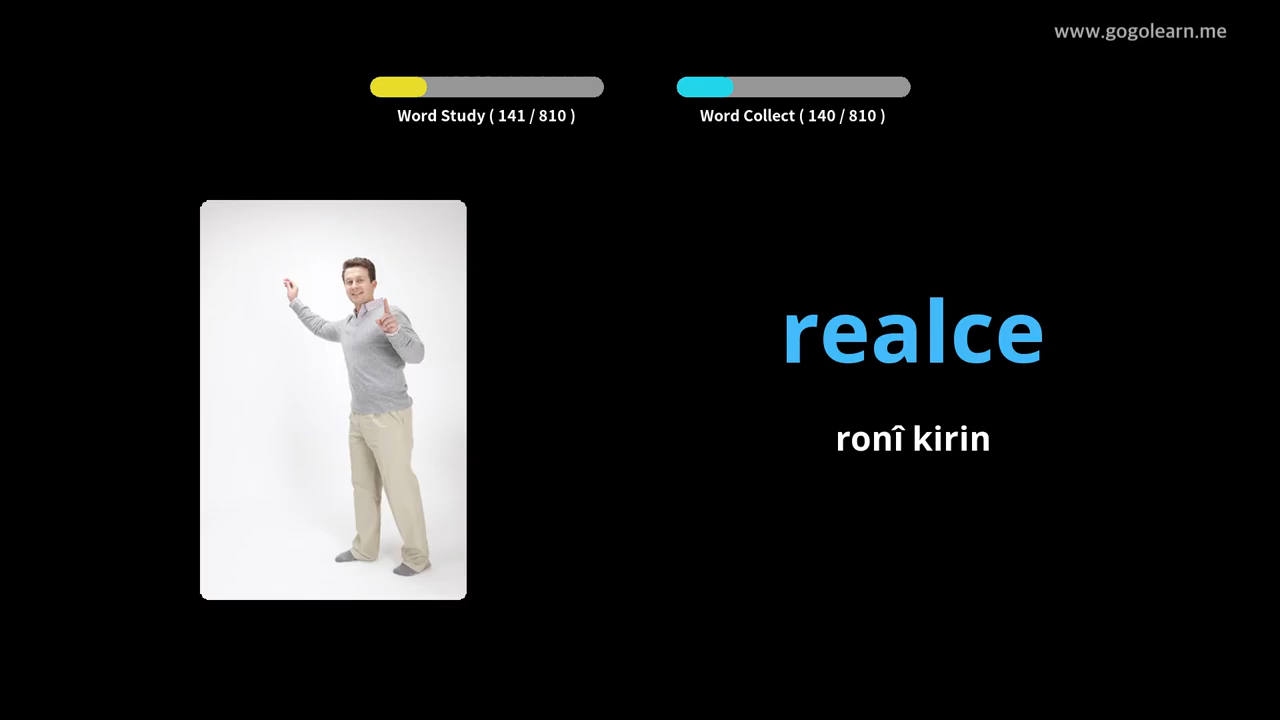 www.gogolearn.me
Word Study ( 141 / 810 )
Word Collect ( 140 / 810 )
realce
ronî kirin